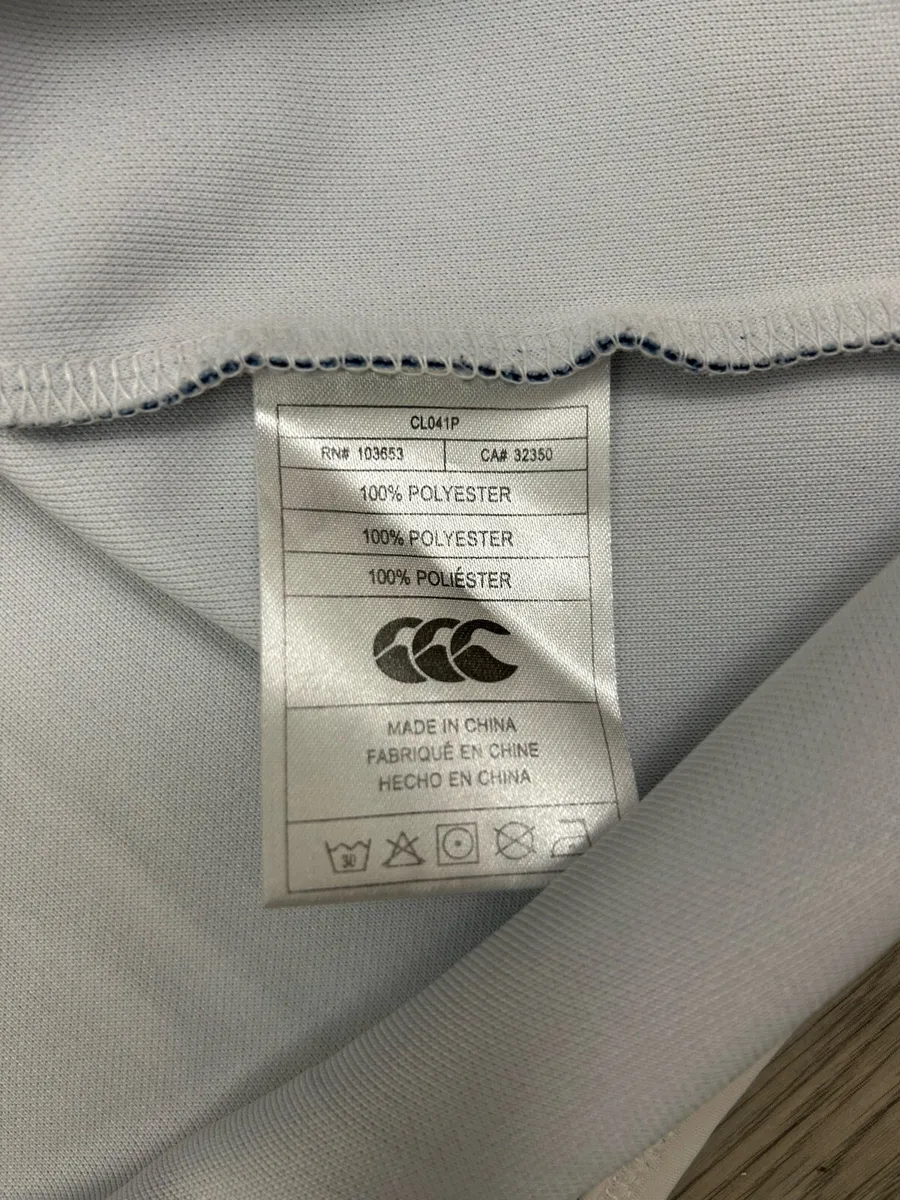 CL041P
RN# 103653 CA# 32350
100% POLYESTER
100% POLYESTER
100% POLIÉSTER
MADE IN CHINA
FABRIQUÉ EN CHINE
HECHO EN CHINA
30